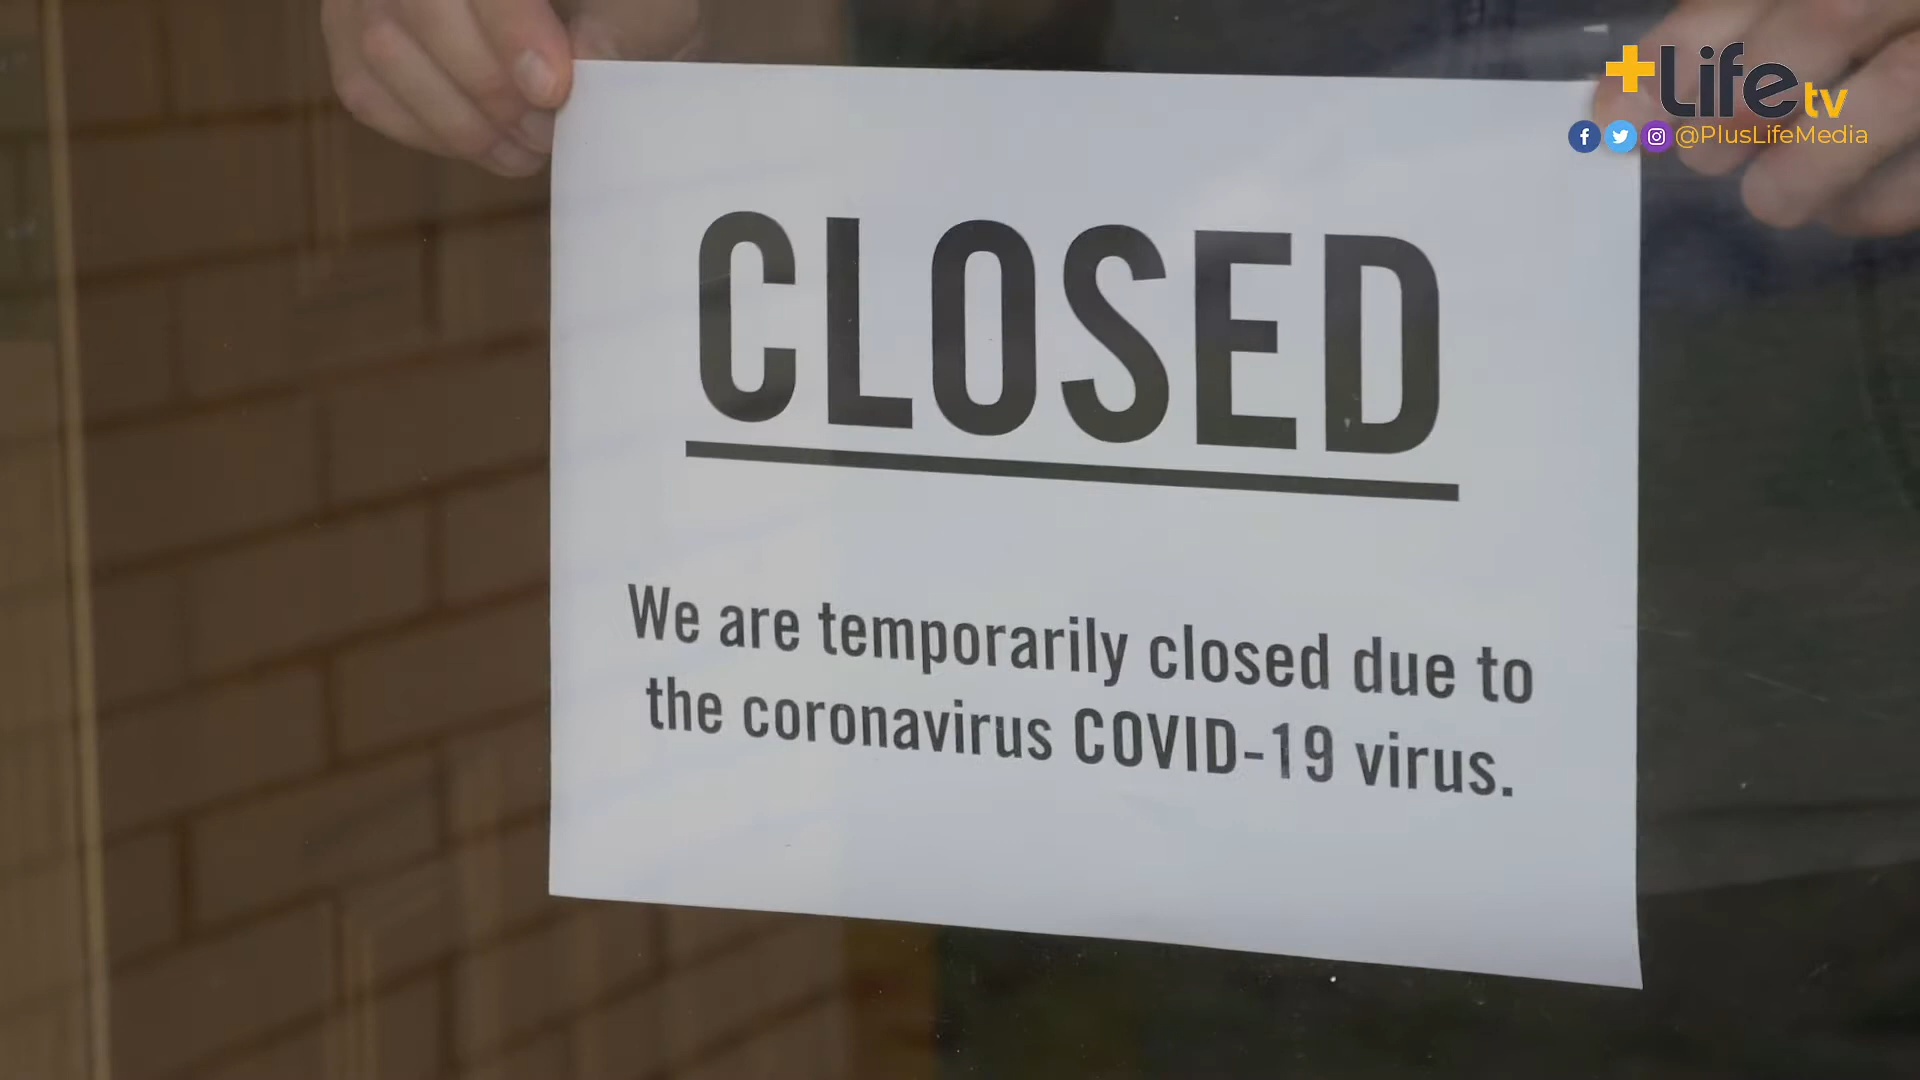 +Life tv
@PlusLifeMedia
CLOSED
We are temporarily closed due to
the coronavirus COVID-19 virus.